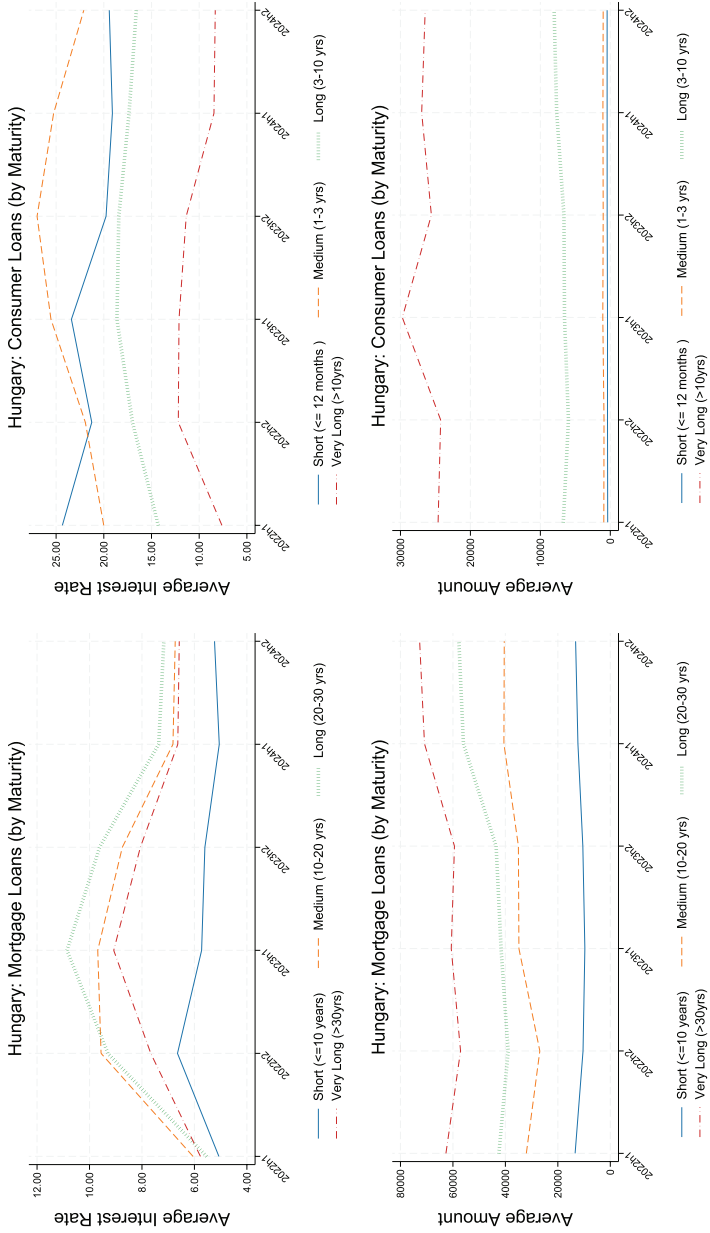 Hungary: Mortgage Loans (by Maturity)
Average Interest Rate
12.00
10.00
8.00
6.00
4.00
2022h1
2022h2
2023h1
2023h2
2024h1
2024h2
Short (<=10 years)
Medium (10-20 yrs)
Long (20-30 yrs)
Very Long (>30yrs)
Hungary: Consumer Loans (by Maturity)
Average Interest Rate
25.00
20.00
15.00
10.00
5.00
2022h1
2022h2
2023h1
2023h2
2024h1
2024h2
Short (<= 12 months )
Medium (1-3 yrs)
Long (3-10 yrs)
Very Long (>10yrs)
Hungary: Mortgage Loans (by Maturity)
Average Amount
80000
60000
40000
20000
0
2022h1
2022h2
2023h1
2023h2
2024h1
2024h2
Short (<=10 years)
Medium (10-20 yrs)
Long (20-30 yrs)
Very Long (>30yrs)
Hungary: Consumer Loans (by Maturity)
Average Amount
30000
20000
10000
0
2022h1
2022h2
2023h1
2023h2
2024h1
2024h2
Short (<= 12 months )
Medium (1-3 yrs)
Long (3-10 yrs)
Very Long (>10yrs)